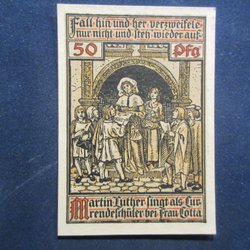 Fall hin und her verzweifele
nur nicht und steh wieder auf
50 Pfg
Martin Luther singt als Cur
rendeschüler bei Frau Cotta